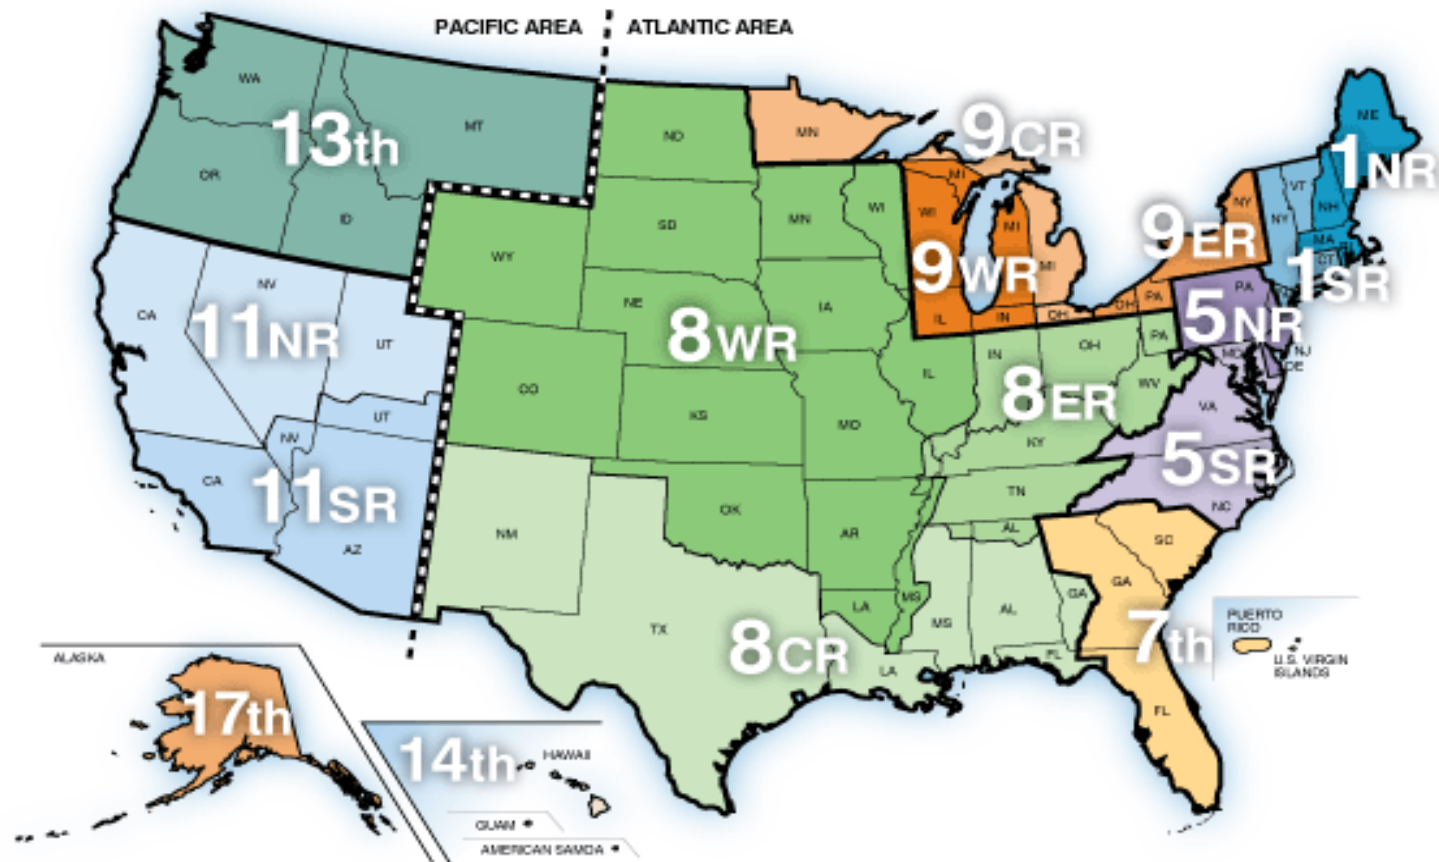 PACIFIC AREA
ATLANTIC AREA
WA
MT
13th
OR
ID
ND
MN
9CR
ME
1NR
MI
VT
NH
NY
NY
MA
CT
9ER
1SR
WI
WI
MI
MI
9WR
MN
SD
WY
NE
IA
IL
IN
OH
OH
PA
PA
5NR
NJ
DE
MD
CA
NV
11NR
UT
8WR
CO
KS
MO
IL
IN
OH
PA
WV
8ER
KY
VA
5SR
NC
UT
NV
CA
11SR
AZ
NM
OK
AR
TN
AL
SC
GA
GA
7th
TX
LA
MS
MS
AL
8CR
LA
FL
FL
PUERTO
RICO
U.S. VIRGIN
ISLANDS
ALASKA
17th
14th
HAWAII
GUAM
AMERICAN SAMOA